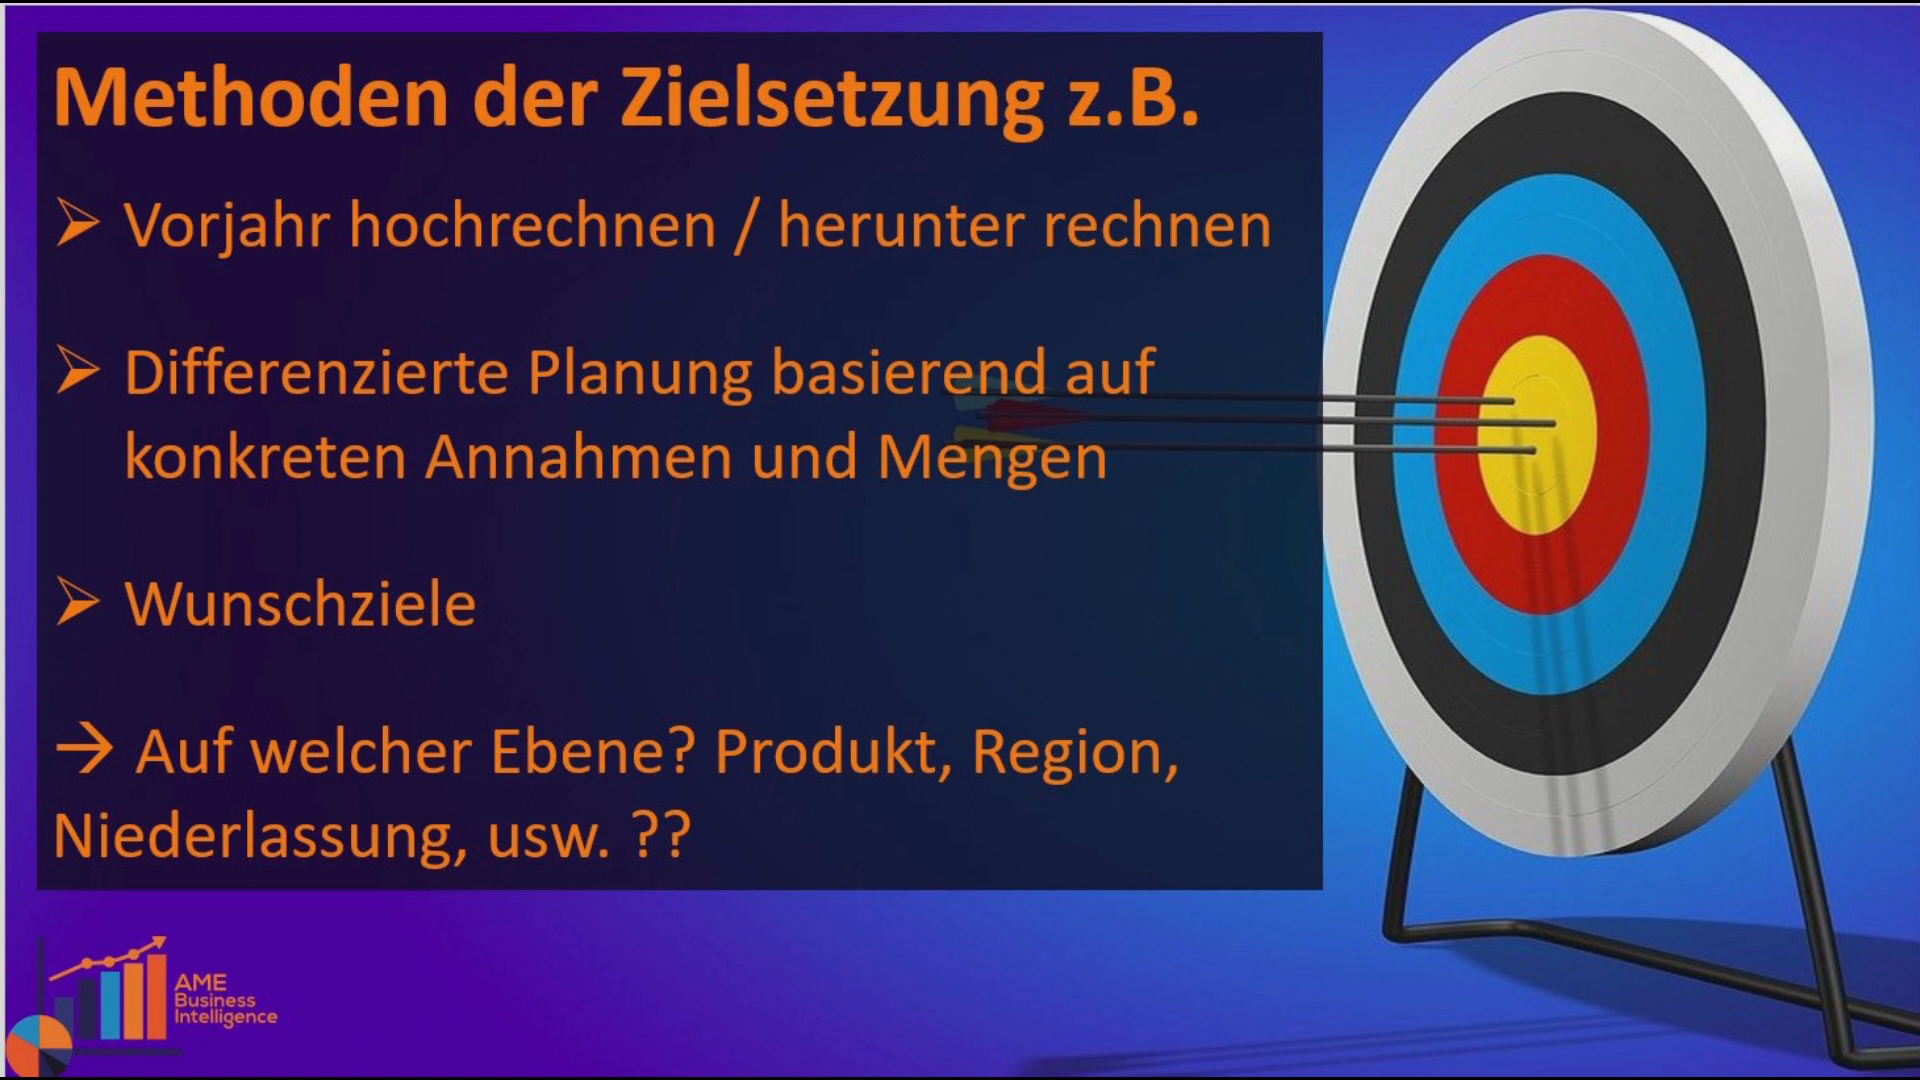 Methoden der Zielsetzung z.B.
➢ Vorjahr hochrechnen / herunter rechnen
➢ Differenzierte Planung basierend auf
konkreten Annahmen und Mengen
➢ Wunschziele
→ Auf welcher Ebene? Produkt, Region,
Niederlassung, usw. ??
AME
Business
Intelligence